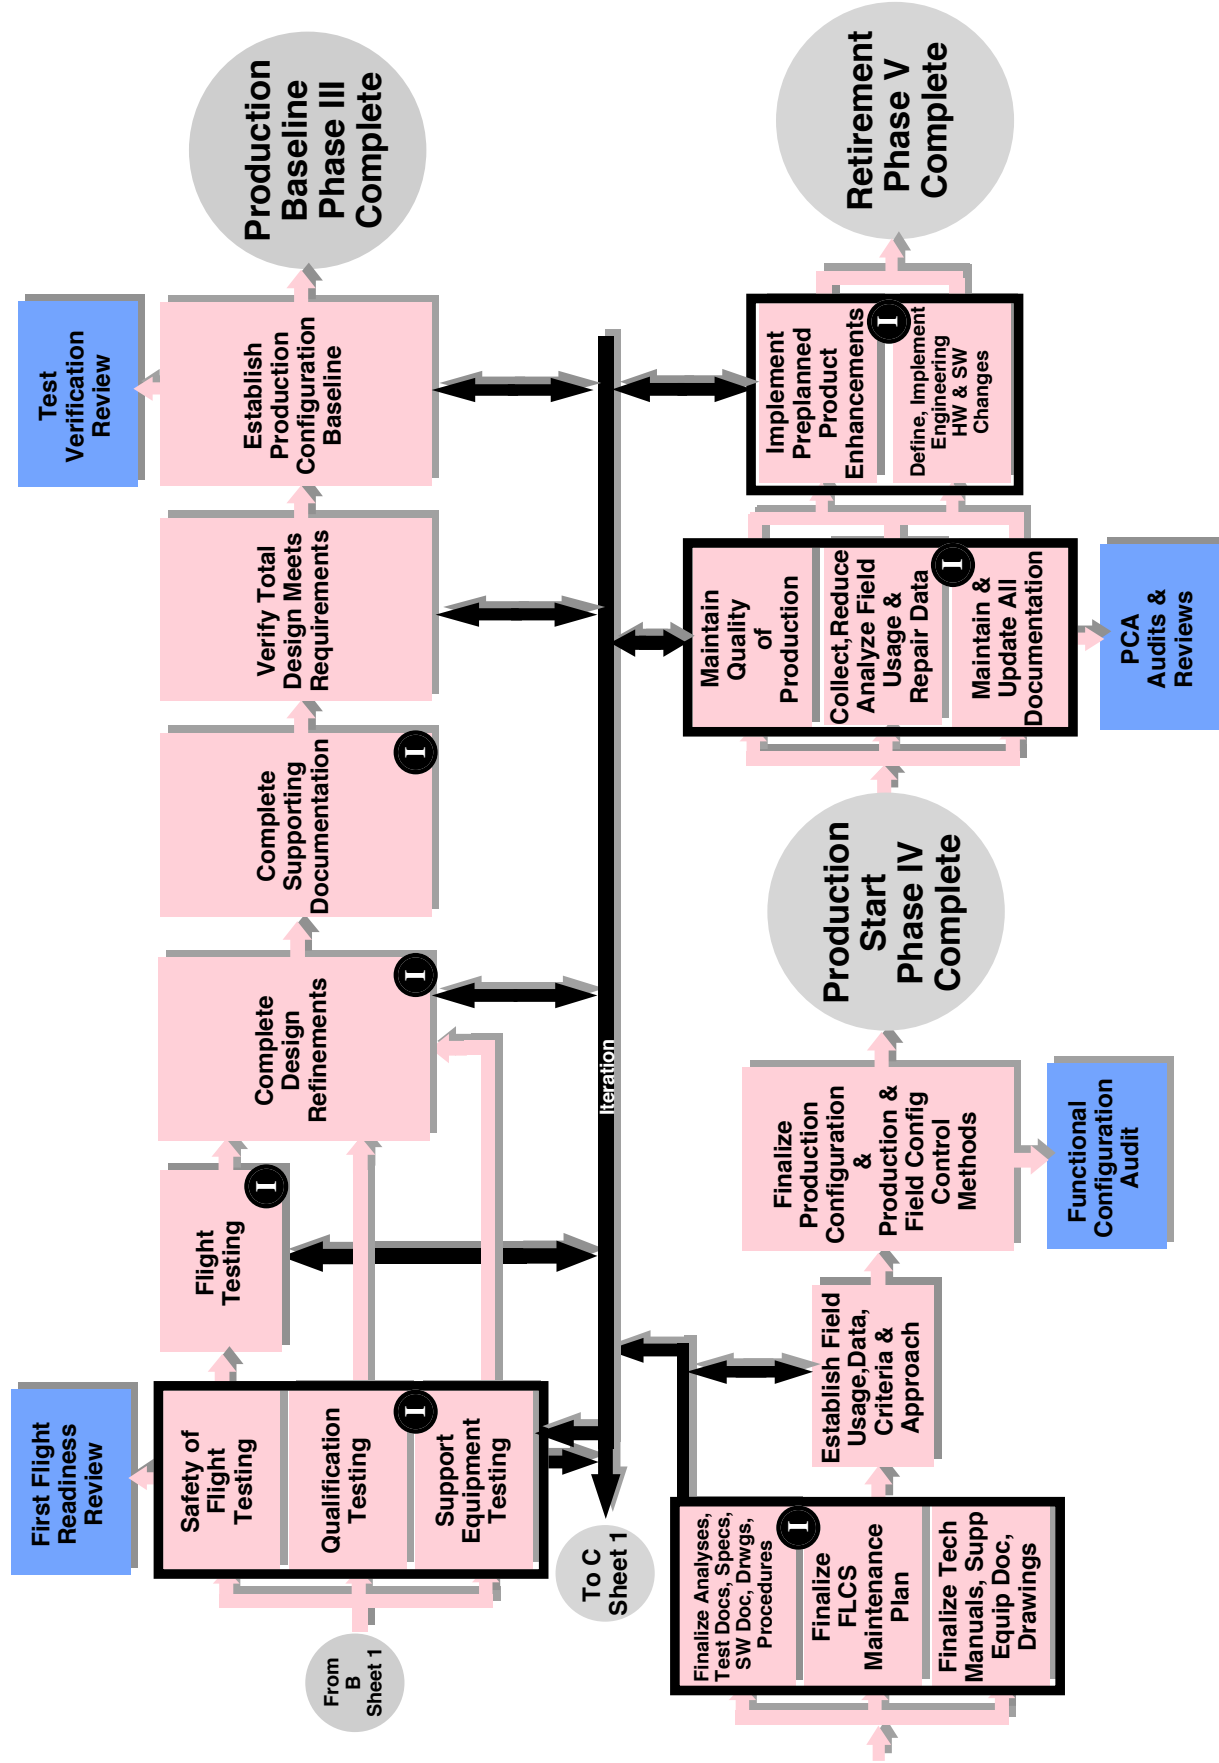 First Flight
Readiness
Review
Test
Verification
Review
From
B
Sheet 1
Safety of
Flight
Testing
Qualification
Testing
Support
Equipment
Testing
I
Flight
Testing
I
Complete
Design
Refinements
I
Complete
Supporting
Documentation
I
Verify Total
Design Meets
Requirements
Establish
Production
Configuration
Baseline
Production
Baseline
Phase III
Complete
To C
Sheet 1
Iteration
Finalize Analyses,
Test Docs, Specs,
SW Doc, Drwgs,
Procedures
I
Finalize
FLCS
Maintenance
Plan
Finalize Tech
Manuals, Supp
Equip Doc,
Drawings
Establish Field
Usage,Data,
Criteria &
Approach
Finalize
Production
Configuration
&
Production &
Field Config
Control
Methods
Functional
Configuration
Audit
Production
Start
Phase IV
Complete
Maintain
Quality
of
Production
Collect,Reduce
Analyze Field
Usage &
Repair Data
I
Maintain &
Update All
Documentation
PCA
Audits &
Reviews
Implement
Preplanned
Product
Enhancements
I
Define, Implement
Engineering
HW & SW
Changes
Retirement
Phase V
Complete